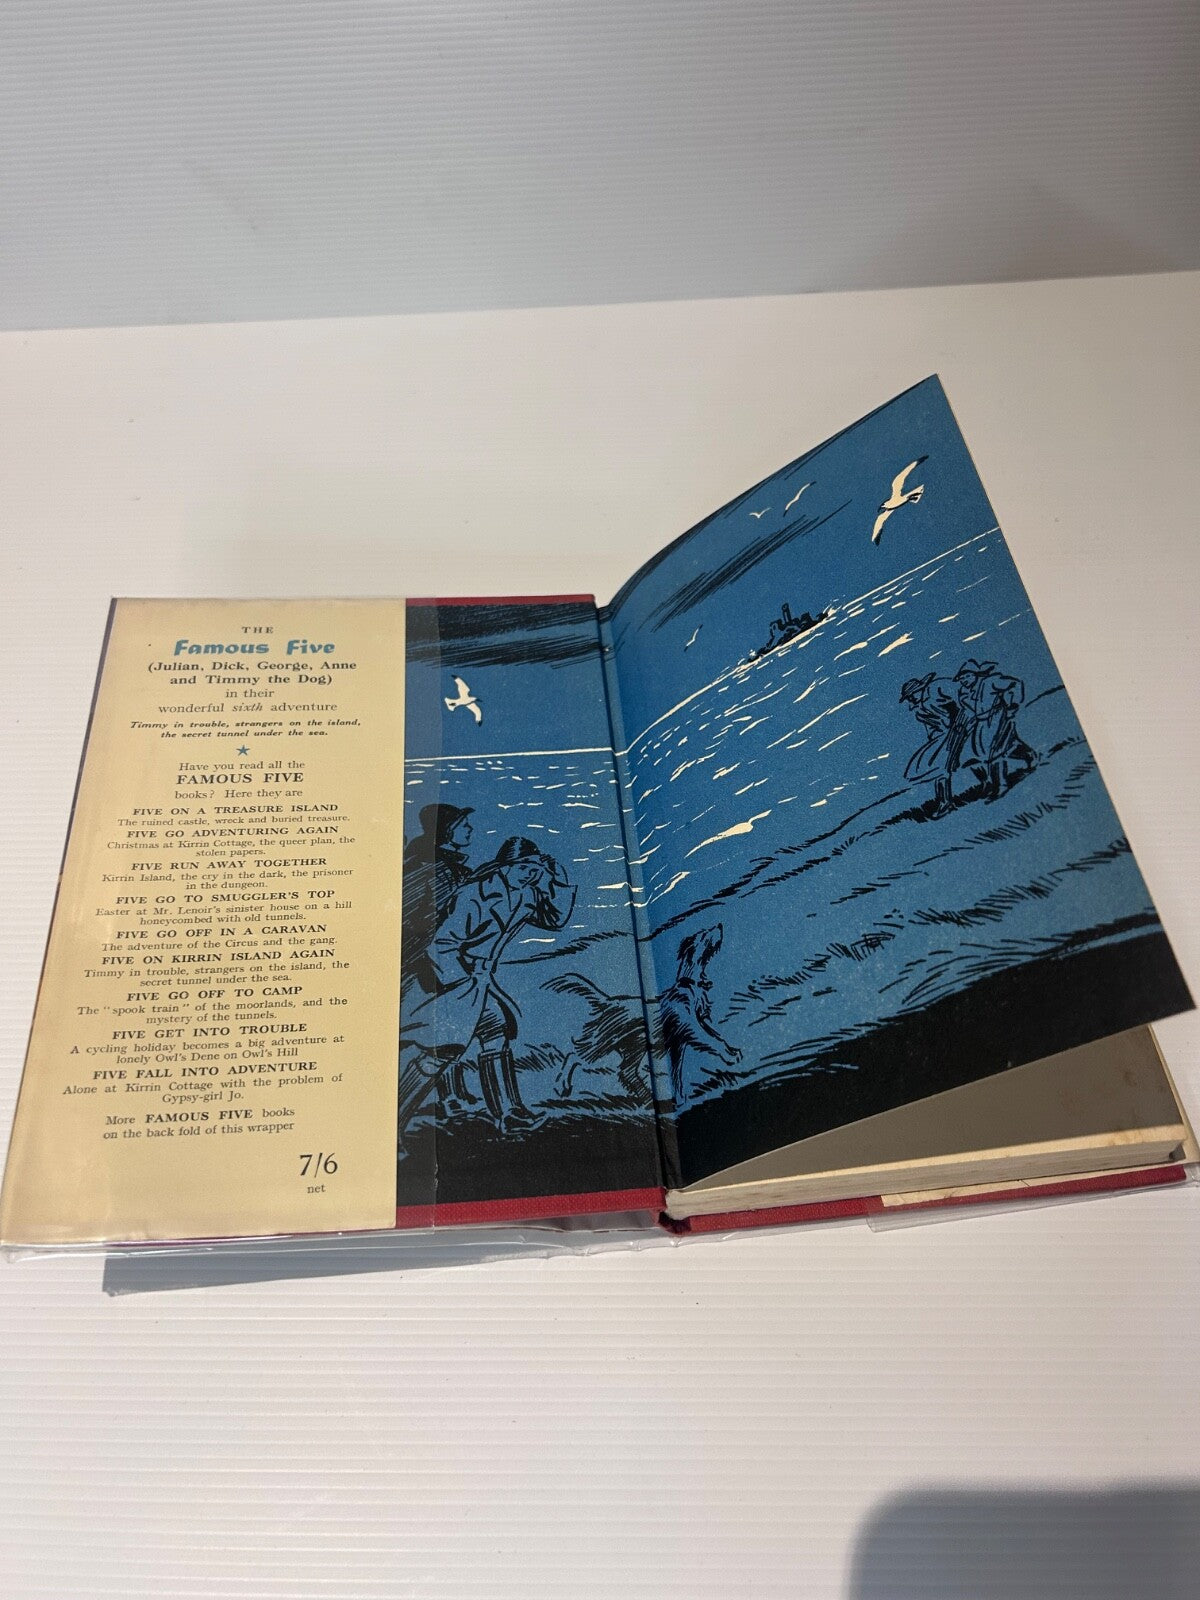 THE
Famous Five
(Julian, Dick, George, Anne
and Timmy the Dog)
in their
wonderful sixth adventure
Timmy in trouble, strangers on the island,
the secret tunnel under the sea.
★
Have you read all the
FAMOUS FIVE
books? Here they are
FIVE ON A TREASURE ISLAND
The ruined castle, wreck and buried treasure.
FIVE GO ADVENTURING AGAIN
Christmas at Kirrin Cottage, the queer plan, the
stolen papers.
FIVE RUN AWAY TOGETHER
Kirrin Island, the cry in the dark, the prisoner
in the dungeon.
FIVE GO TO SMUGGLER'S TOP
Easter at Mr. Lenoir's sinister house on a hill
honeycombed with old tunnels.
FIVE GO OFF IN A CARAVAN
The adventure of the Circus and the gang.
FIVE ON KIRRIN ISLAND AGAIN
Timmy in trouble, strangers on the island, the
secret tunnel under the sea.
FIVE GO OFF TO CAMP
The "spook train" of the moorlands, and the
mystery of the tunnels.
FIVE GET INTO TROUBLE
A cycling holiday becomes a big adventure at
lonely Owl's Dene on Owl's Hill
FIVE FALL INTO ADVENTURE
Alone at Kirrin Cottage with the problem of
Gypsy-girl Jo.
More FAMOUS FIVE books
on the back fold of this wrapper
7/6
net